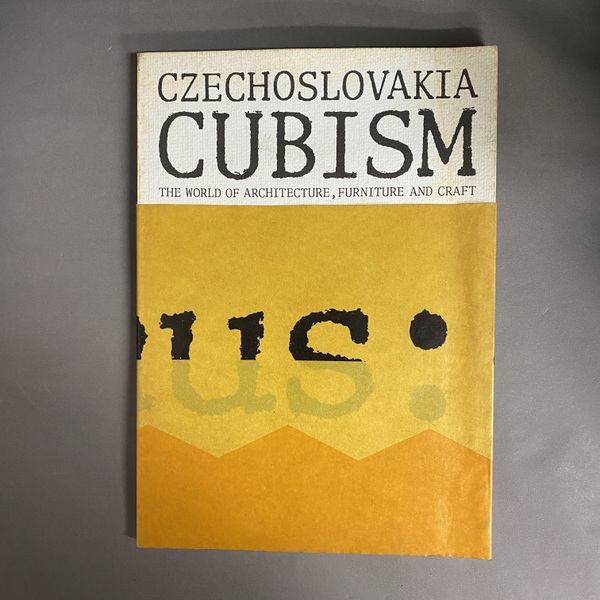 CZECHOSLOVAKIA
CUBISM
THE WORLD OF ARCHITECTURE, FURNITURE AND CRAFT
us: